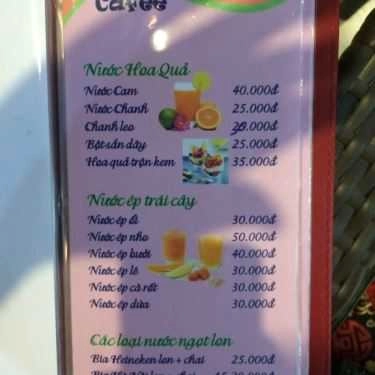 Cafee
Nước Hoa Quả
Nước Cam 40.000đ
Nước Chanh 25.000đ
Chanh leo 28.000đ
Bột sắn dây 25.000đ
Hoa quả trộn kem 35.000đ
Nước ép trái cây
Nước ép ổi 30.000đ
Nước ép nho 50.000đ
Nước ép bưởi 40.000đ
Nước ép lê 30.000đ
Nước ép cà rốt 30.000đ
Nước ép dứa 30.000đ
Các loại nước ngọt lon
Bia Heineken lon + chai 25.000đ